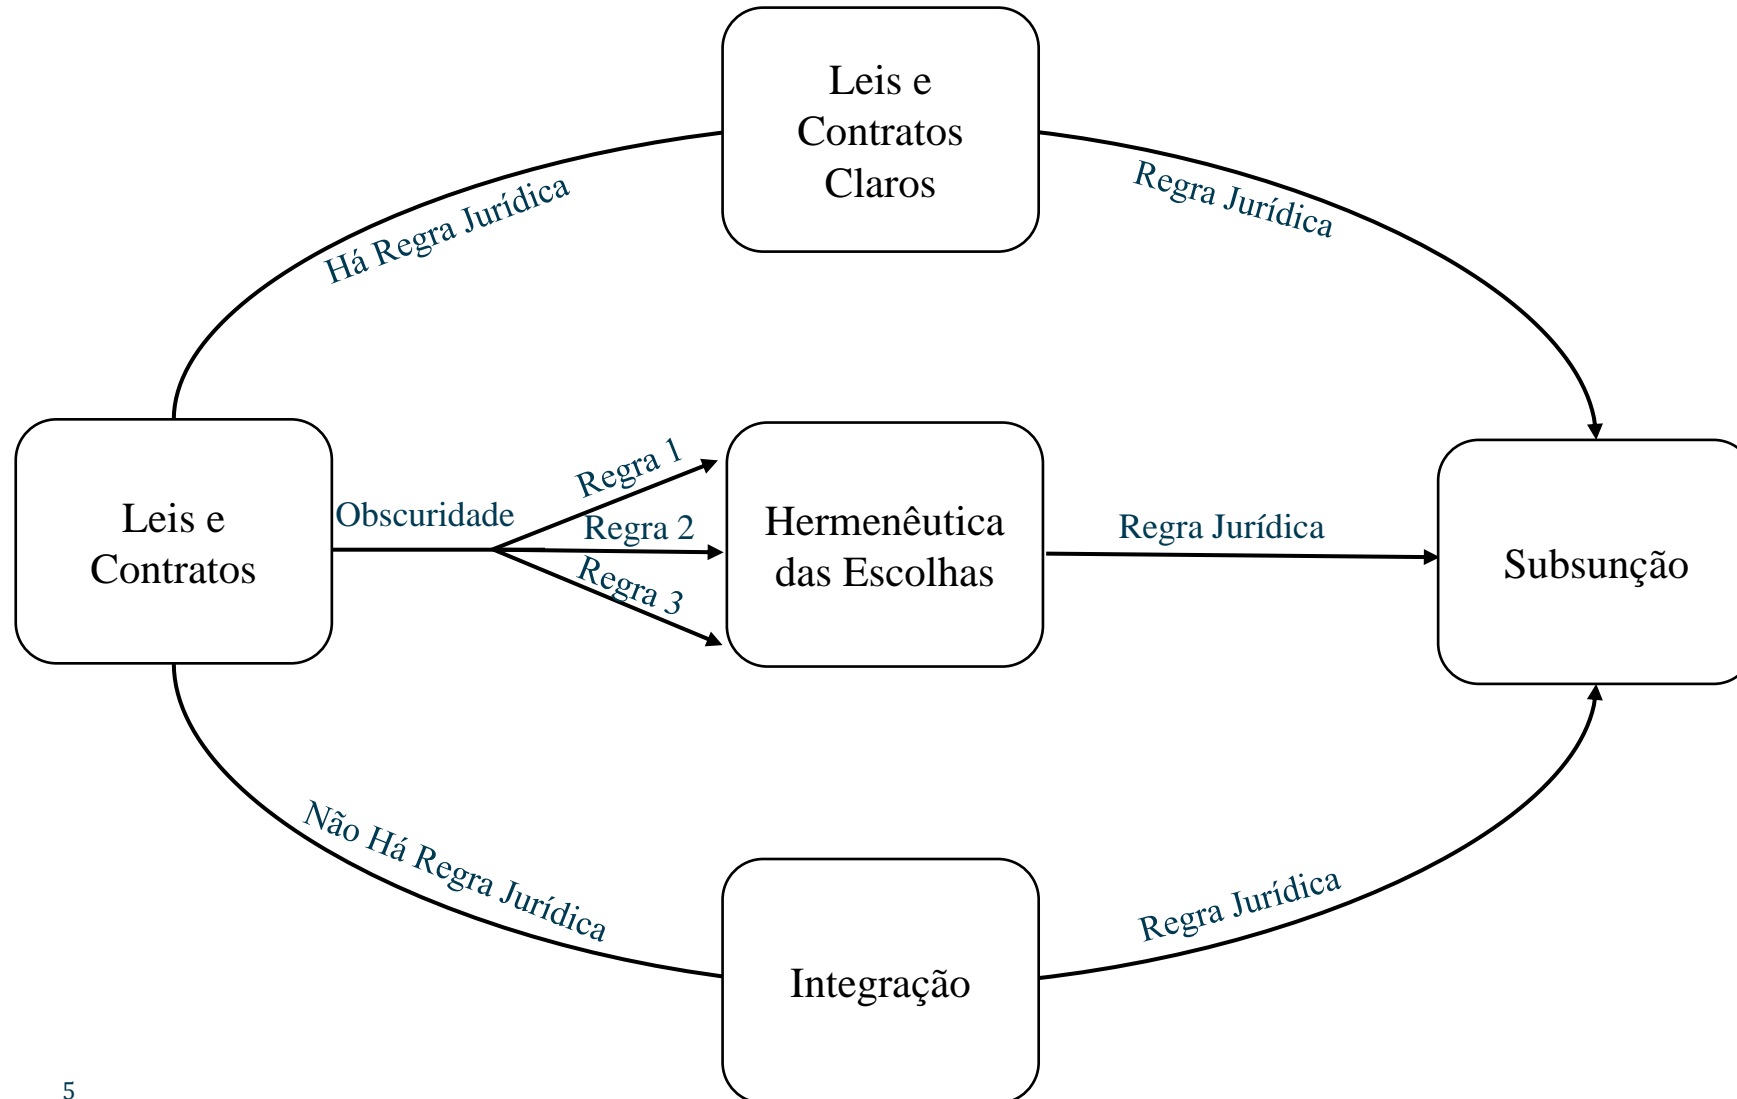 Leis e
Contratos
Claros
Há Regra Jurídica
Regra Jurídica
Leis e
Contratos
Obscuridade
Regra 1
Regra 2
Regra 3
Hermenêutica
das Escolhas
Regra Jurídica
Subsunção
Não Há Regra Jurídica
Integração
Regra Jurídica
5